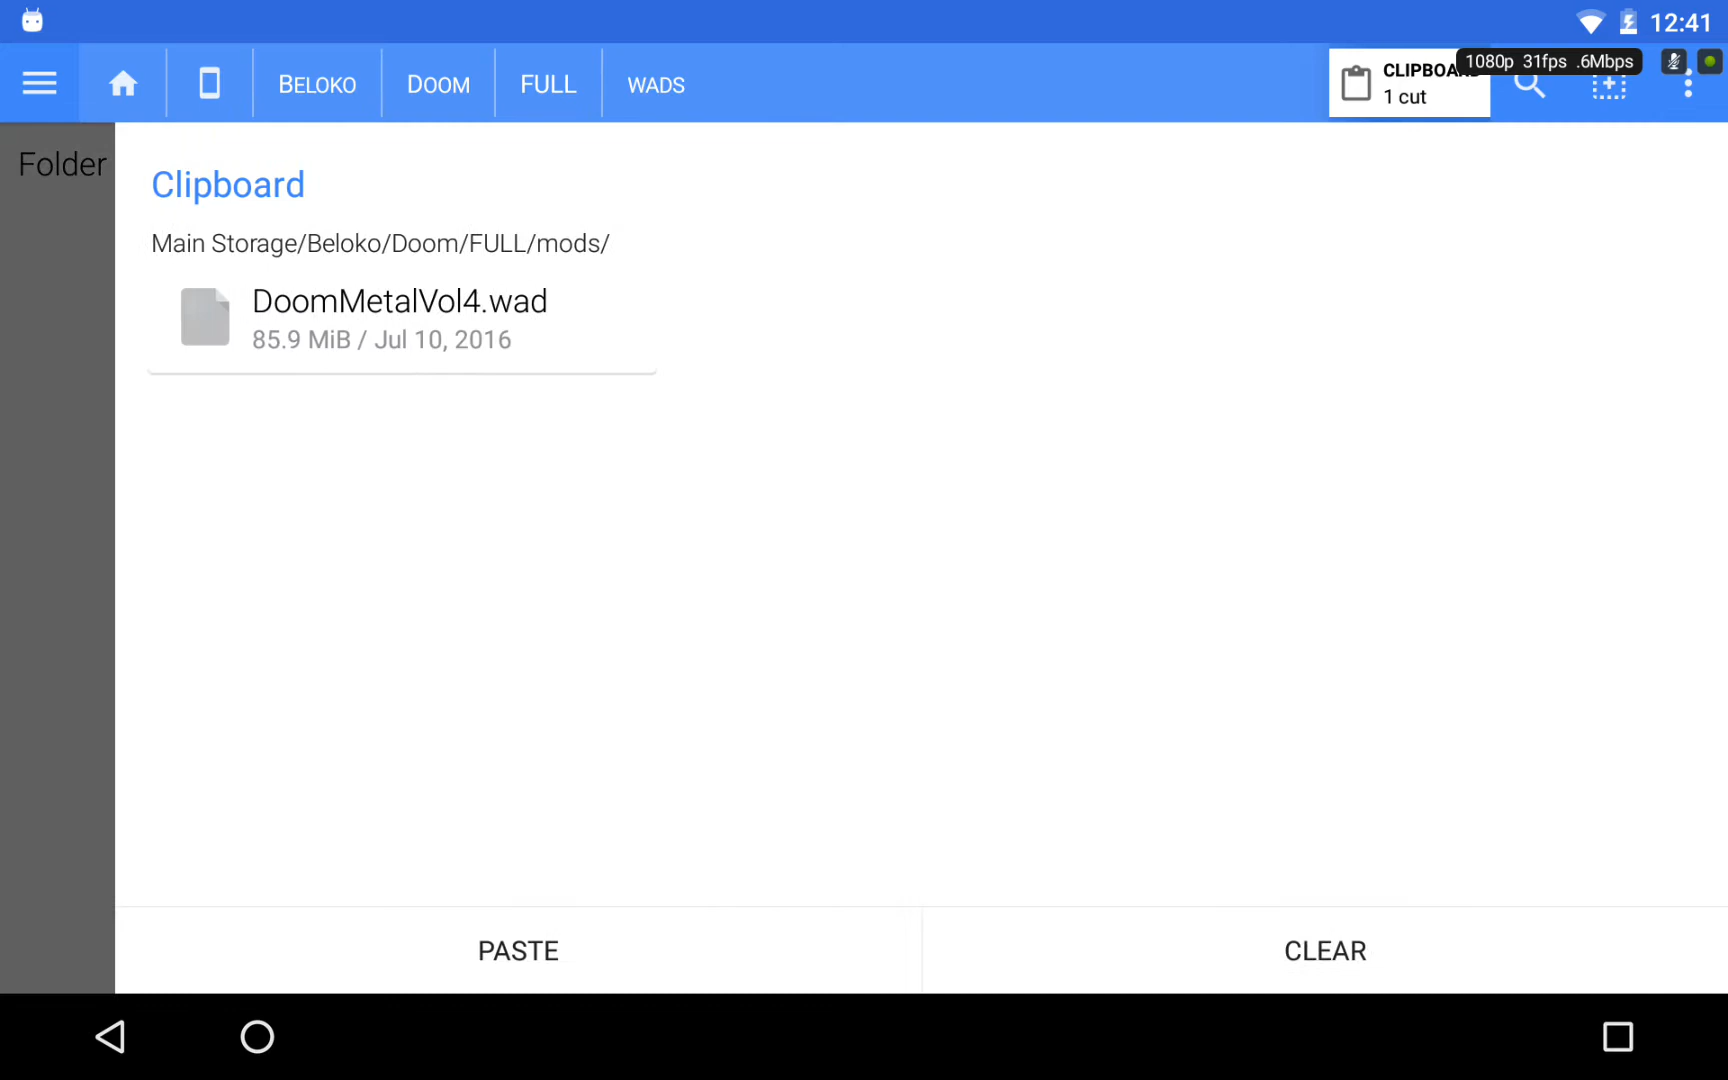 12:41
BELOKO
DOOM
FULL
WADS
1 cut
1080p 31fps .6Mbps
Folder
Clipboard
Main Storage/Beloko/Doom/FULL/mods/
DoomMetalVol4.wad
85.9 MiB / Jul 10, 2016
PASTE
CLEAR